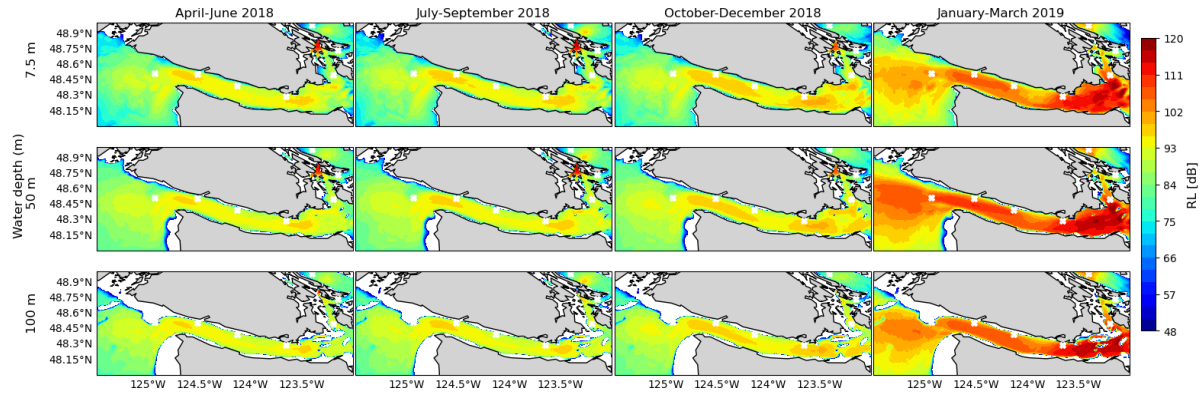 April-June 2018
July-September 2018
October-December 2018
January-March 2019
Water depth (m)
7.5 m
48.9°N
48.75°N
48.6°N
48.45°N
48.3°N
48.15°N
50 m
48.9°N
48.75°N
48.6°N
48.45°N
48.3°N
48.15°N
100 m
48.9°N
48.75°N
48.6°N
48.45°N
48.3°N
48.15°N
125°W 124.5°W 124°W 123.5°W
125°W 124.5°W 124°W 123.5°W
125°W 124.5°W 124°W 123.5°W
125°W 124.5°W 124°W 123.5°W
120
111
102
93
84
75
66
57
48
RL [dB]